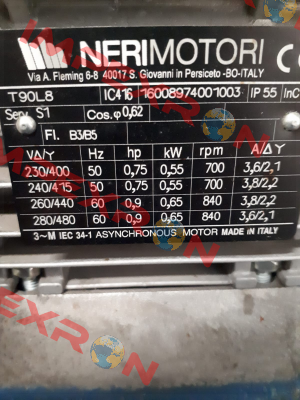 NERIMOTORI
Via A. Fleming 6-8 40017 S. Giovanni in Persiceto -BO-ITALY
T90L8 IC416 16008974001003 IP 55 InC
Serv. S1 Cos.φ 0,62
Fl. B3/B5
V∆/Y Hz hp kW rpm A/∆Y
230/400 50 0,75 0,55 700 3,6/2,1
240/415 50 0,75 0,55 700 3,8/2,2
260/440 60 0,9 0,65 840 3,8/2,2
280/480 60 0,9 0,65 840 3,6/2,1
3~M IEC 34-1 ASYNCHRONOUS MOTOR MADE IN ITALY
IMEXRON